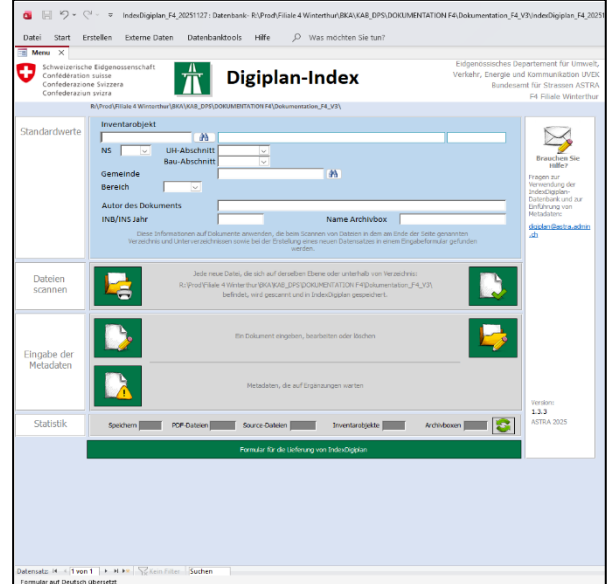 IndexDigiplan_F4_20251127 : Datenbank- R:\Prod\Filiale 4 Winterthur\BKA\KAB_DPS\DOKUMENTATION F4\Dokumentation_F4_V3\IndexDigiplan_F4_20251
Datei Start Erstellen Externe Daten Datenbanktools Hilfe Was möchten Sie tun?
Menu
Schweizerische Eidgenossenschaft
Confédération suisse
Confederazione Svizzera
Confederaziun svizra
Digiplan-Index
Eidgenössisches Departement für Umwelt,
Verkehr, Energie und Kommunikation UVEK
Bundesamt für Strassen ASTRA
F4 Filiale Winterthur
R:\Prod\Filiale 4 Winterthur\BKA\KAB_DPS\DOKUMENTATION F4\Dokumentation_F4_V3\
Standardwerte
Inventarobjekt
NS UH-Abschnitt
Bau-Abschnitt
Gemeinde
Bereich
Autor des Dokuments
INB/INS Jahr Name Archivbox
Diese Informationen auf Dokumente anwenden, die beim Scannen von Dateien in dem am Ende der Seite genannten
Verzeichnis und Unterverzeichnissen sowie bei der Erstellung eines neuen Datensatzes in einem Eingabeformular gefunden
werden.
Brauchen Sie
Hilfe?
Fragen zur
Verwendung der
IndexDigiplan-
Datenbank und zur
Einführung von
Metadaten:
digiplan@astra.admin
.ch
Dateien
scannen
Jede neue Datei, die sich auf derselben Ebene oder unterhalb von Verzeichnis:
R:\Prod\Filiale 4 Winterthur\BKA\KAB_DPS\DOKUMENTATION F4\Dokumentation_F4_V3\
befindet, wird gescannt und in IndexDigiplan gespeichert.
Eingabe der
Metadaten
Ein Dokument eingeben, bearbeiten oder löschen
Metadaten, die auf Ergänzungen warten
Version:
1.3.3
ASTRA 2025
Statistik
Speichern PDF-Dateien Source-Dateien Inventarobjekte Archivboxen
Formular für die Lieferung von IndexDigiplan
Datensatz: 1 von 1 Kein Filter Suchen
Formular auf Deutsch übersetzt